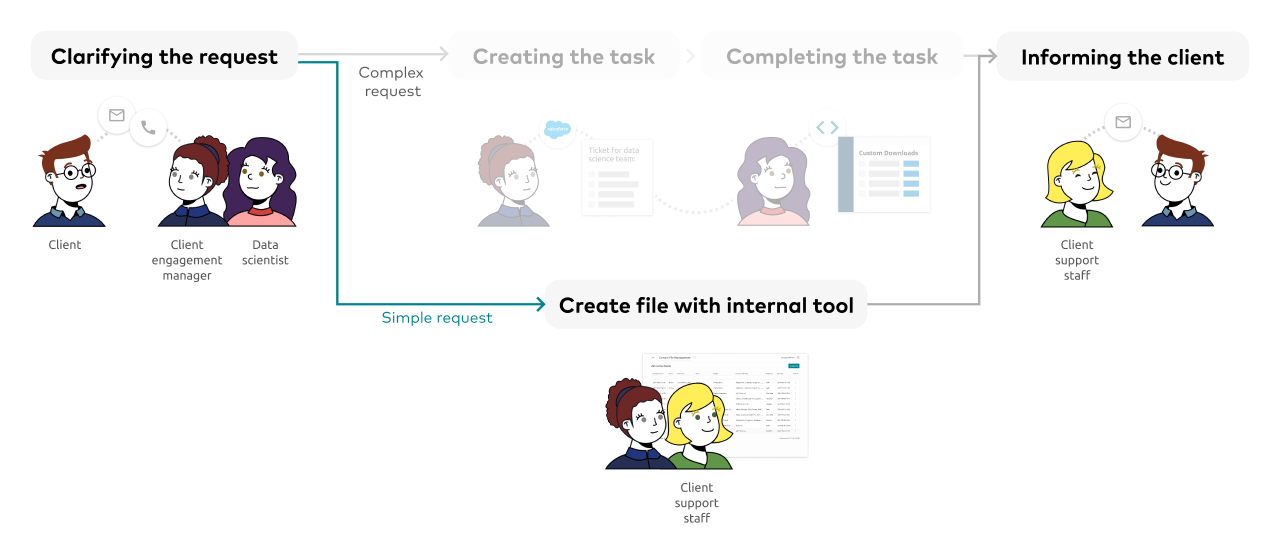 Clarifying the request
Creating the task
Completing the task
Informing the client
Complex
request
salesforce
Ticket for data
science team:
Custom Downloads
Client
Client
engagement
manager
Data
scientist
Client
support
staff
Create file with internal tool
Simple request
Client
support
staff